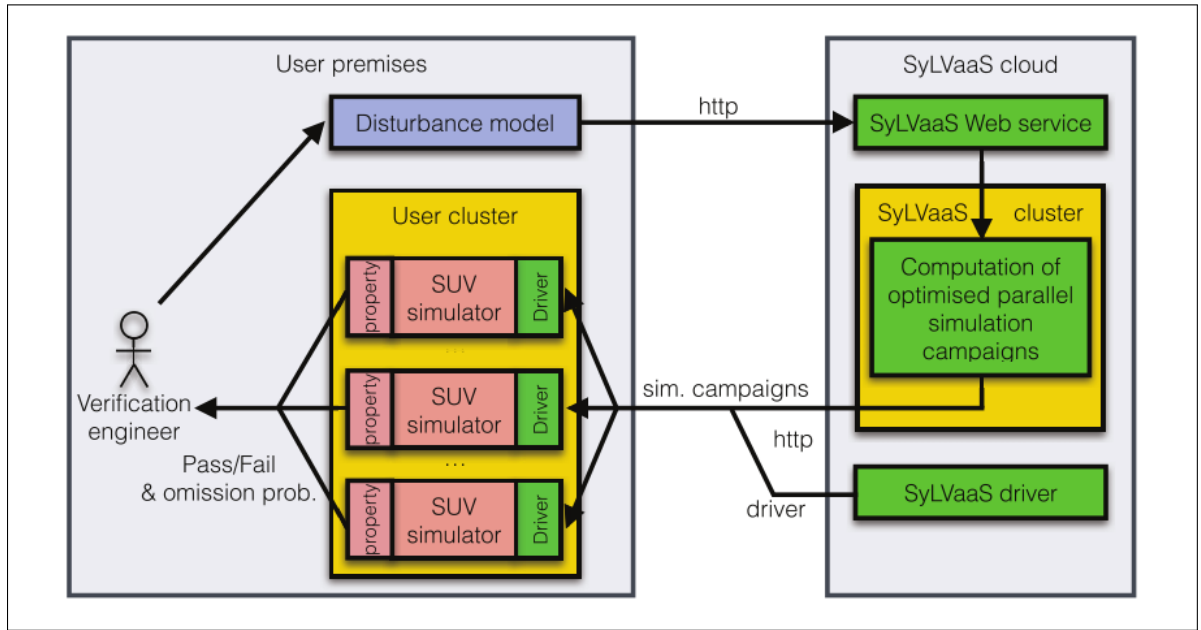 User premises
Disturbance model
User cluster
property
SUV
simulator
Driver
...
property
SUV
simulator
Driver
...
property
SUV
simulator
Driver
Verification
engineer
Pass/Fail
& omission prob.
http
sim. campaigns
http
driver
SyLVaaS cloud
SyLVaaS Web service
SyLVaaS cluster
Computation of
optimised parallel
simulation
campaigns
SyLVaaS driver